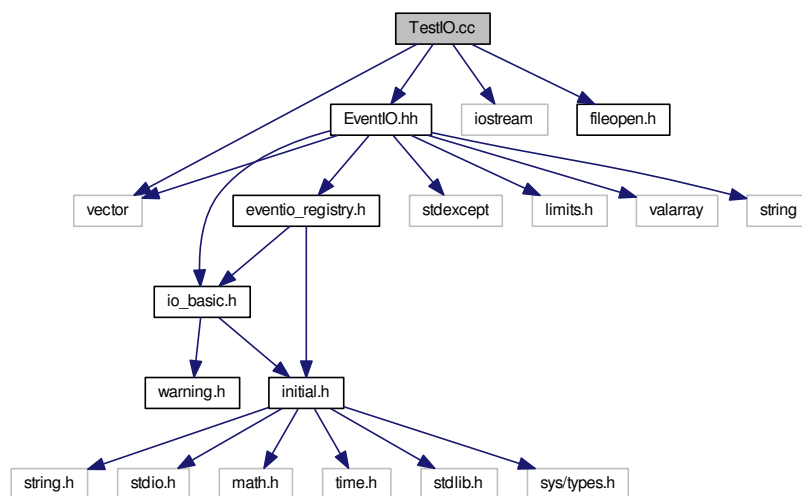 TestIO.cc
EventIO.hh
iostream
fileopen.h
vector
eventio_registry.h
stdexcept
limits.h
valarray
string
io_basic.h
warning.h
initial.h
string.h
stdio.h
math.h
time.h
stdlib.h
sys/types.h